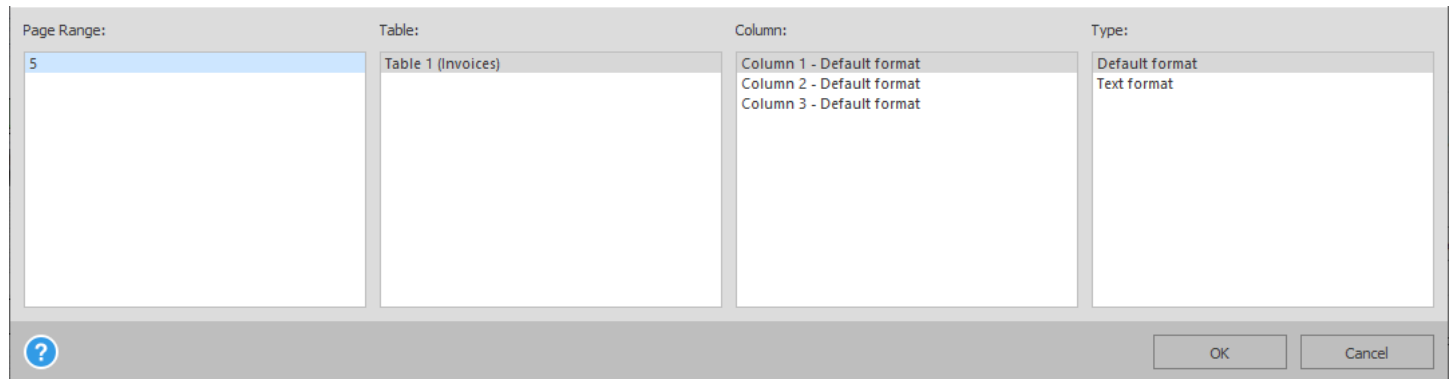 Page Range:
Table:
Column:
Type:
5
Table 1 (Invoices)
Column 1 - Default format
Column 2 - Default format
Column 3 - Default format
Default format
Text format
?
OK
Cancel